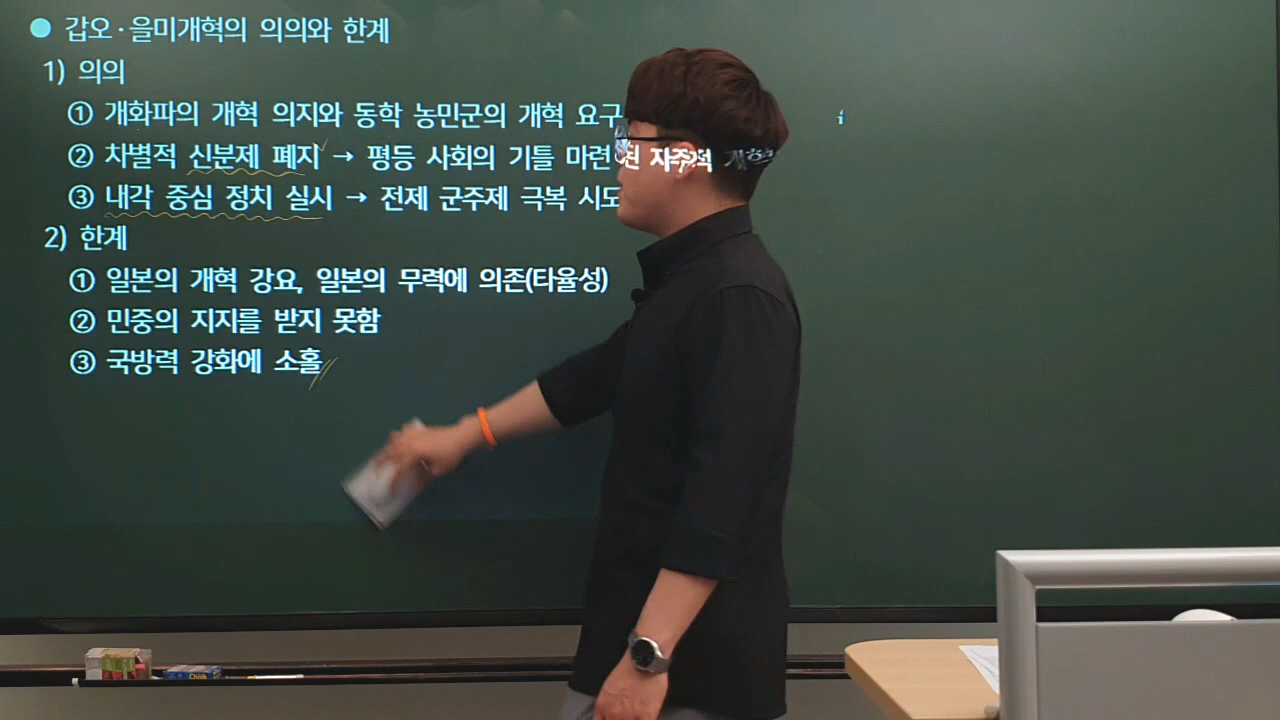 ● 갑오·을미개혁의 의의와 한계
1) 의의
① 개화파의 개혁 의지와 동학 농민군의 개혁 요구
② 차별적 신분제 폐지 → 평등 사회의 기틀 마련
된 자주적
③ 내각 중심 정치 실시 → 전제 군주제 극복 시도
2) 한계
① 일본의 개혁 강요, 일본의 무력에 의존(타율성)
② 민중의 지지를 받지 못함
③ 국방력 강화에 소홀